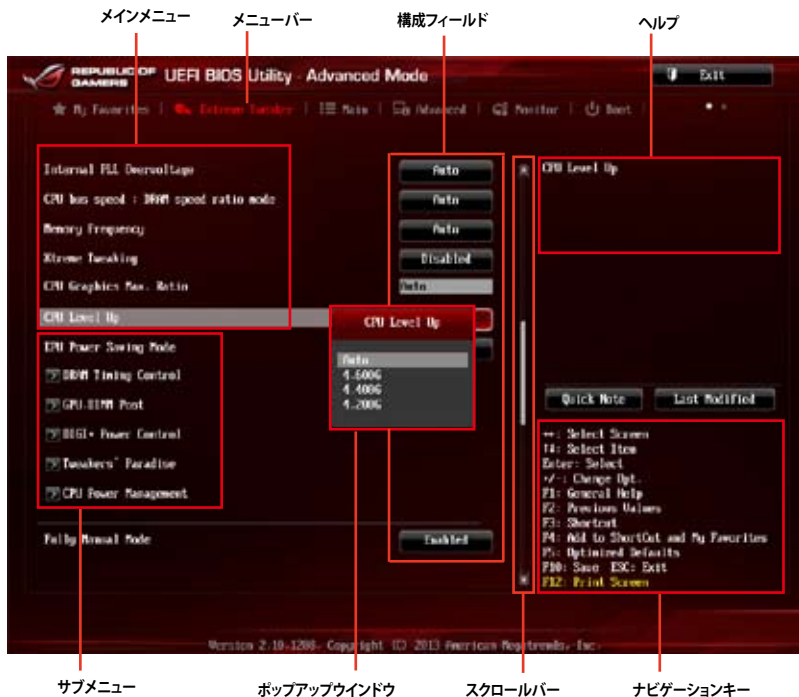 メインメニュー メニューバー 構成フィールド ヘルプ
REPUBLIC OF GAMERS UEFI BIOS Utility - Advanced Mode Exit
My Favorites Extreme Tweaker Main Advanced Monitor Boot
Internal PLL Overvoltage Auto
CPU Level Up
CPU bus speed : DRAM speed ratio mode Auto
Memory Frequency Auto
Xtreme Tweaking Disabled
CPU Graphics Max. Ratio Auto
CPU Level Up
CPU Level Up
EPU Power Saving Mode
Auto
4.600G
4.400G
4.200G
DRAM Timing Control
GPU.DIMM Post
DIGI+ Power Control
Tweakers' Paradise
CPU Power Management
Fully Manual Mode Enabled
Quick Note Last Modified
↔: Select Screen
↑↓: Select Item
Enter: Select
+/-: Change Opt.
F1: General Help
F2: Previous Values
F3: Shortcut
F4: Add to ShortCut and My Favorites
F5: Optimized Defaults
F10: Save ESC: Exit
F12: Print Screen
Version 2.10.1206. Copyright (C) 2013 American Megatrends, Inc.
サブメニュー ポップアップウインドウ スクロールバー ナビゲーションキー